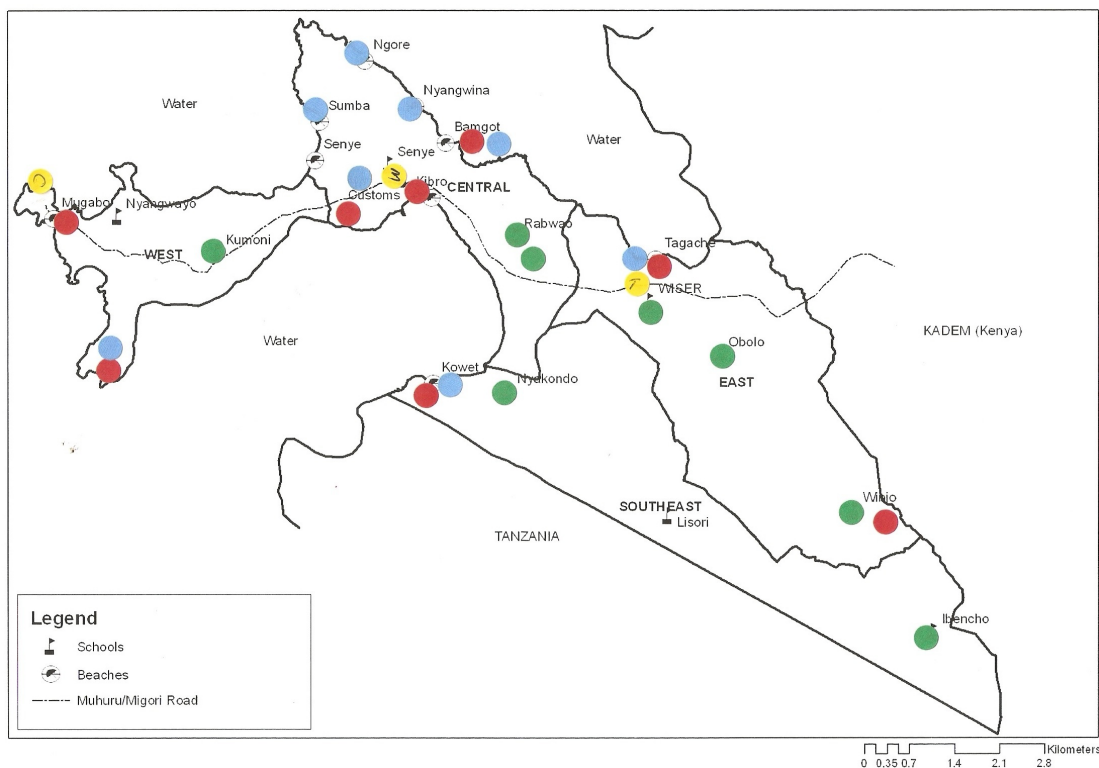 Ngore
Nyangwina
Water
Sumba
Bamgot
Water
Senye
Senye
M
C
Kibro
CENTRAL
Customs
Mugabo
Nyangwayo
Rabwao
Kumoni
WEST
Tagache
T
WISER
KADEM (Kenya)
Water
Obolo
EAST
Kowet
Nyakondo
Winjo
SOUTHEAST
Lisori
TANZANIA
Ibencho
Legend
Schools
Beaches
Muhuru/Migori Road
Kilometers
0 0.35 0.7 1.4 2.1 2.8